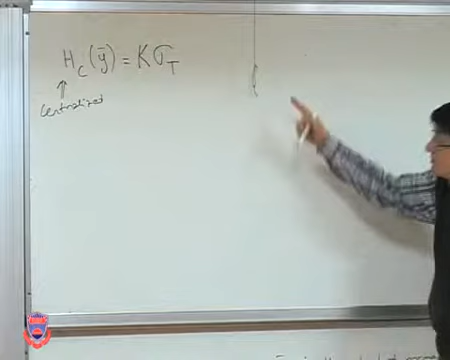 H_C(ȳ) = Kσ_T
↑
Centralized